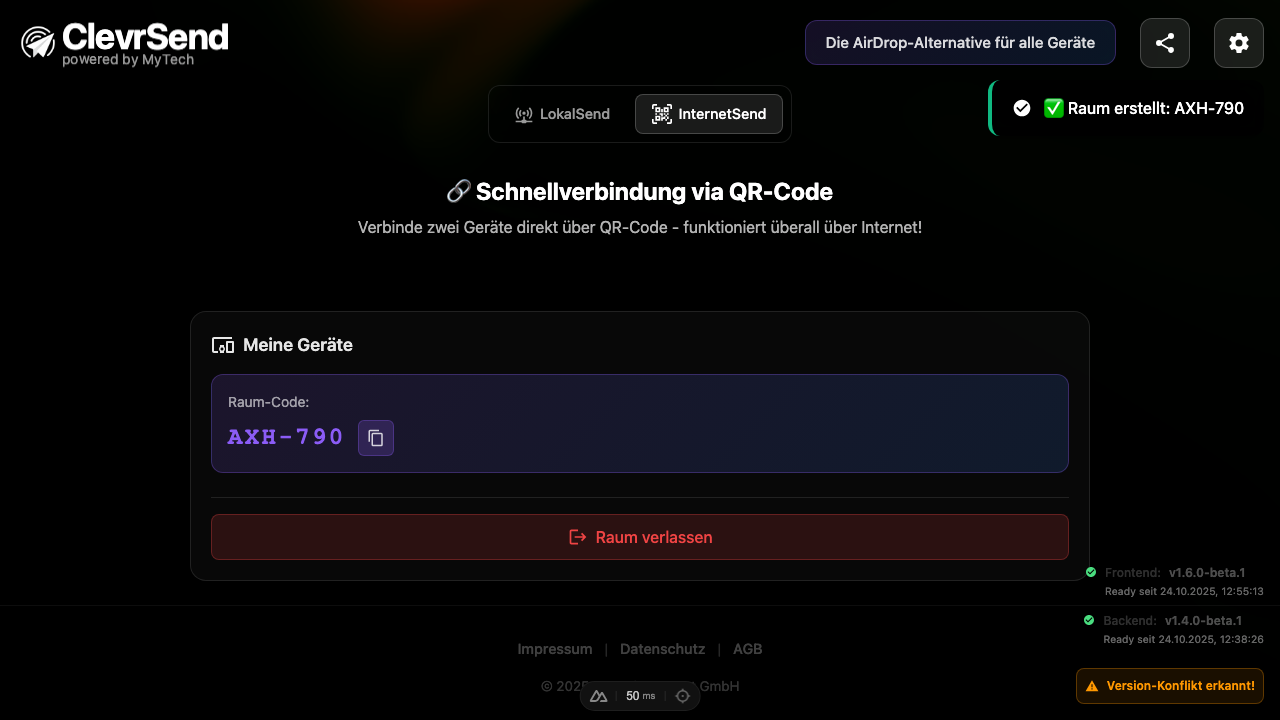 ClevrSend
powered by MyTech
Die AirDrop-Alternative für alle Geräte
LokalSend
InternetSend
✅ Raum erstellt: AXH-790
🔗 Schnellverbindung via QR-Code
Verbinde zwei Geräte direkt über QR-Code - funktioniert überall über Internet!
Meine Geräte
Raum-Code:
AXH-790
Raum verlassen
Frontend: v1.6.0-beta.1
Ready seit 24.10.2025, 12:55:13
Backend: v1.4.0-beta.1
Ready seit 24.10.2025, 12:38:26
Impressum | Datenschutz | AGB
© GmbH
50 ms
Version-Konflikt erkannt!